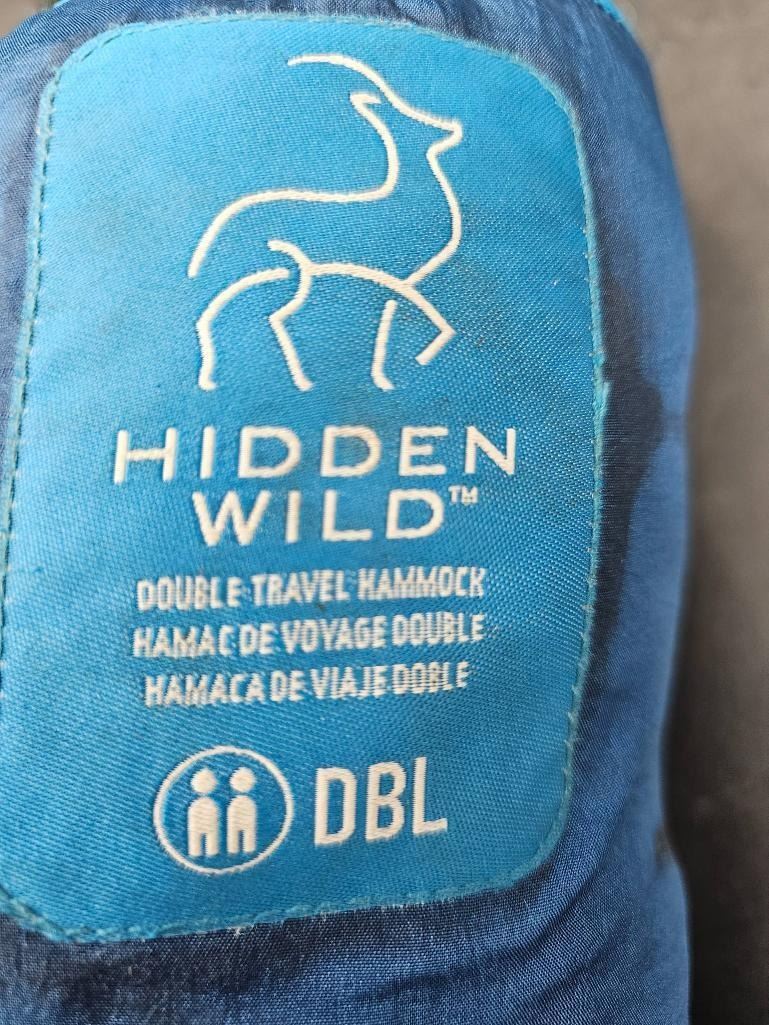 HIDDEN
WILD™
DOUBLE TRAVEL HAMMOCK
HAMAC DE VOYAGE DOUBLE
HAMACA DE VIAJE DOBLE
DBL